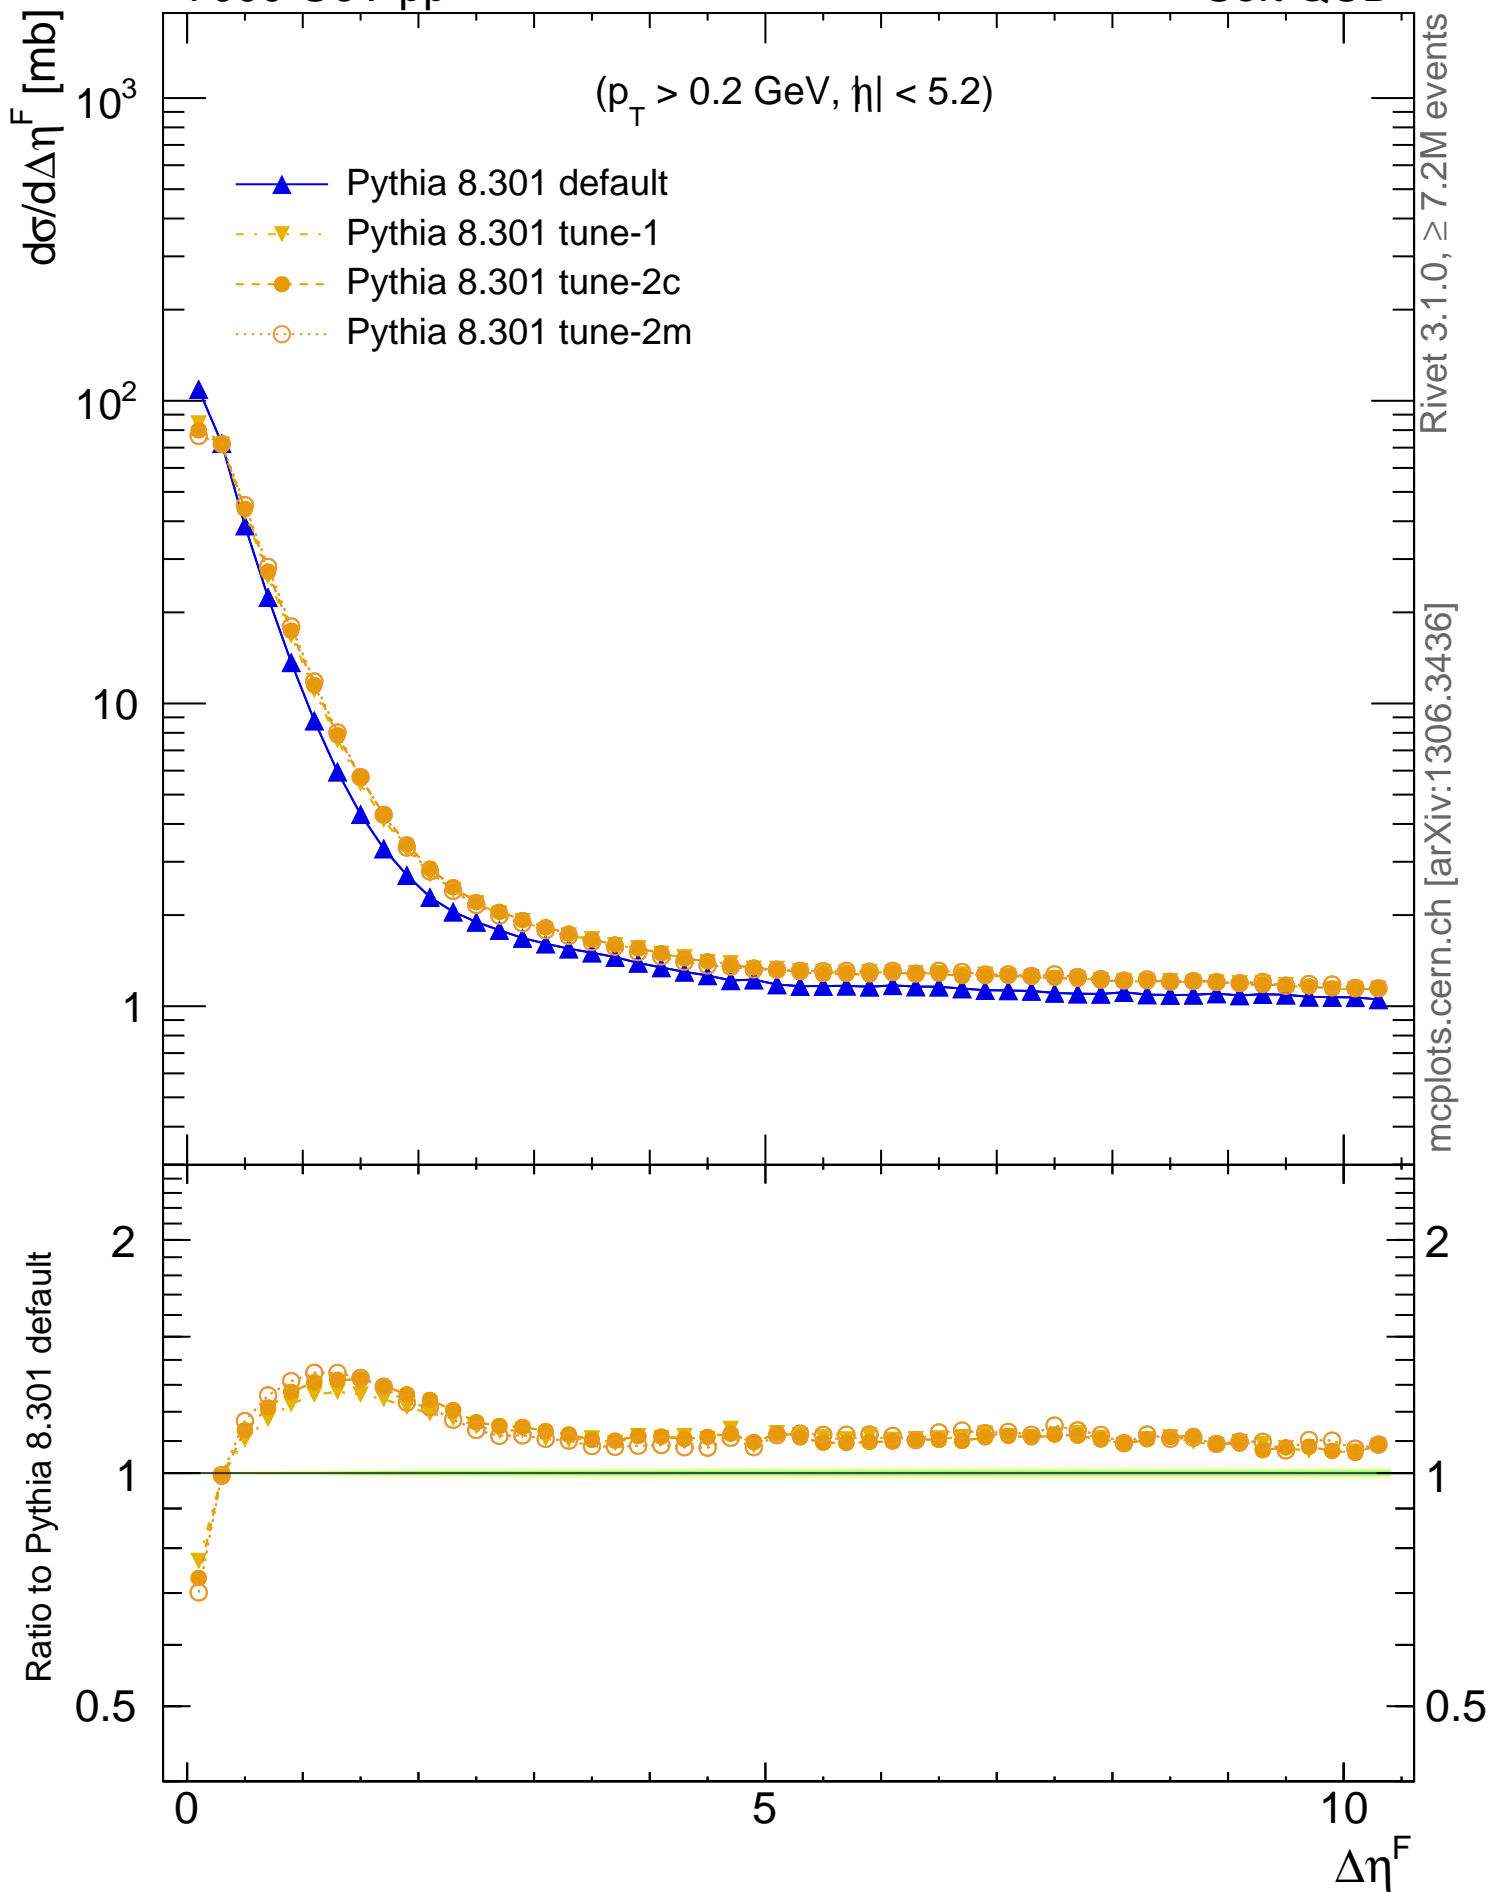 dσ/dΔη^F [mb]
(p_T > 0.2 GeV, |η| < 5.2)
Pythia 8.301 default
Pythia 8.301 tune-1
Pythia 8.301 tune-2c
Pythia 8.301 tune-2m
10^3
10^2
10
1
Rivet 3.1.0, ≥ 7.2M events
mcplots.cern.ch [arXiv:1306.3436]
Ratio to Pythia 8.301 default
2
1
0.5
2
1
0.5
0
5
10
Δη^F